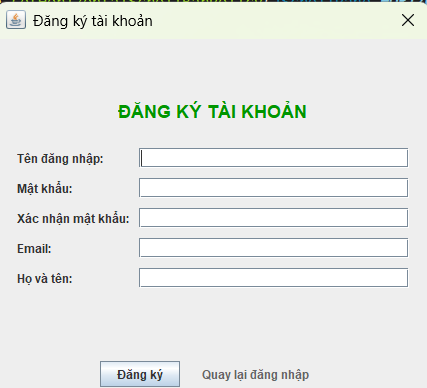 Đăng ký tài khoản
ĐĂNG KÝ TÀI KHOẢN
Tên đăng nhập:
Mật khẩu:
Xác nhận mật khẩu:
Email:
Họ và tên:
Đăng ký Quay lại đăng nhập